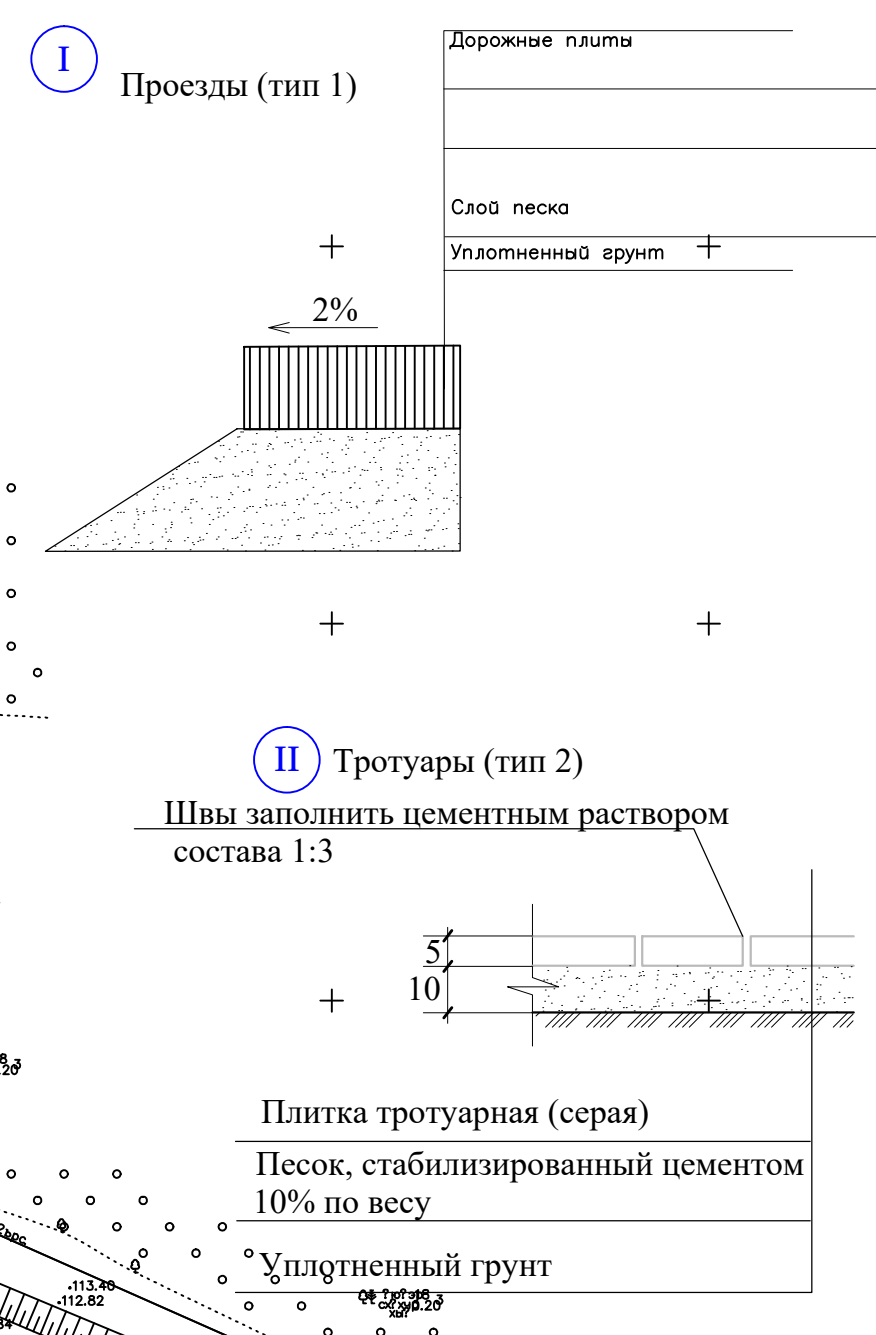 I
Проезды (тип 1)
Дорожные плиты
Слой песка
Уплотненный грунт
2%
II
Тротуары (тип 2)
Швы заполнить цементным раствором
состава 1:3
5
10
Плитка тротуарная (серая)
Песок, стабилизированный цементом
10% по весу
Уплотненный грунт
113.40
112.82